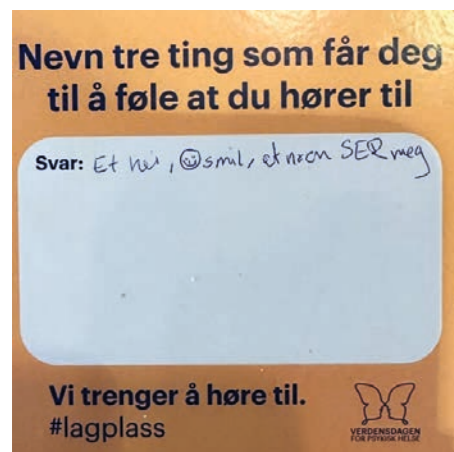 Nevn tre ting som får deg
til å føle at du hører til
Svar: Et hei, ☺smil, at noen SER meg
Vi trenger å høre til.
#lagplass
VERDENSDAGEN
FOR PSYKISK HELSE